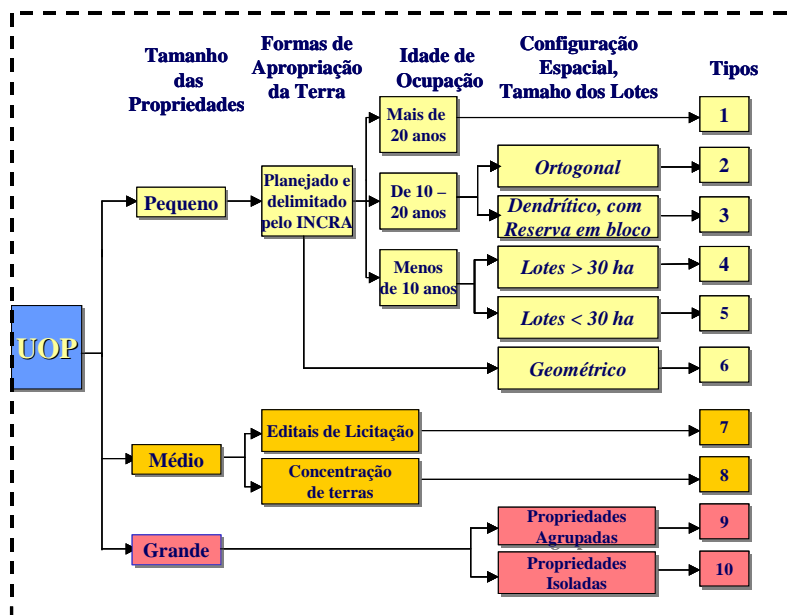 Tamanho
das
Propriedades
Formas de
Apropriação
da Terra
Idade de
Ocupação
Configuração
Espacial,
Tamaho dos Lotes
Tipos
Mais de
20 anos
1
Ortogonal
2
Pequeno
Planejado e
delimitado
pelo INCRA
De 10 –
20 anos
Dendrítico, com
Reserva em bloco
3
Menos
de 10 anos
Lotes > 30 ha
4
Lotes < 30 ha
5
UOP
Geométrico
6
Médio
Editais de Licitação
7
Concentração
de terras
8
Grande
Propriedades
Agrupadas
9
Propriedades
Isoladas
10